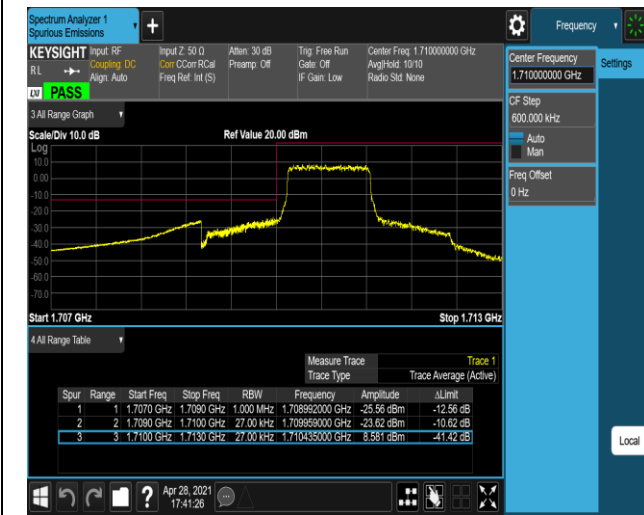 Spectrum Analyzer 1
Spurious Emissions
Frequency
KEYSIGHT Input: RF Input Z: 50 Ω Atten: 30 dB Trig: Free Run Center Freq: 1.710000000 GHz
RL Coupling: DC Corr CCorr RCal Preamp: Off Gate: Off Avg|Hold: 10/10
Align: Auto Freq Ref: Int (S) IF Gain: Low Radio Std: None
LXI PASS
3 All Range Graph
Scale/Div 10.0 dB Ref Value 20.00 dBm
Log
10.0
0.00
-10.0
-20.0
-30.0
-40.0
-50.0
-60.0
-70.0
Start 1.707 GHz Stop 1.713 GHz
4 All Range Table
Measure Trace Trace 1
Trace Type Trace Average (Active)
Spur Range Start Freq Stop Freq RBW Frequency Amplitude ΔLimit
1 1 1.7070 GHz 1.7090 GHz 1.000 MHz 1.708992000 GHz -25.56 dBm -12.56 dB
2 2 1.7090 GHz 1.7100 GHz 27.00 kHz 1.709959000 GHz -23.62 dBm -10.62 dB
3 3 1.7100 GHz 1.7130 GHz 27.00 kHz 1.710435000 GHz 8.581 dBm -41.42 dB
Apr 28, 2021
17:41:26
?
Center Frequency
1.710000000 GHz
Settings
CF Step
600.000 kHz
Auto
Man
Freq Offset
0 Hz
Local